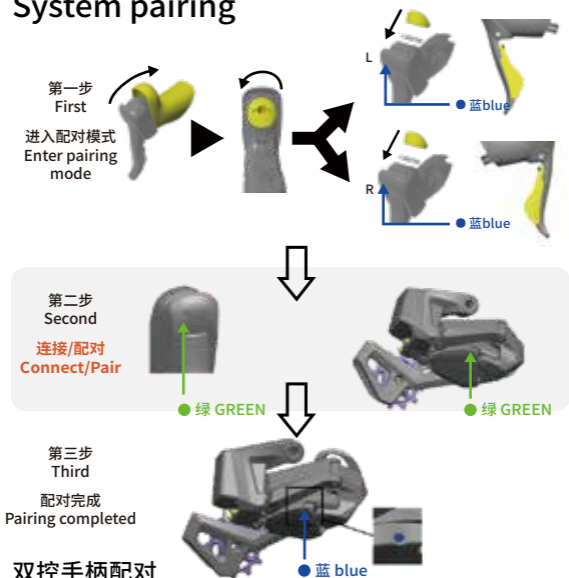 System pairing
第一步
First
进入配对模式
Enter pairing
mode
L
蓝blue
R
蓝blue
第二步
Second
连接/配对
Connect/Pair
绿 GREEN
绿 GREEN
第三步
Third
配对完成
Pairing completed
蓝 blue
双控手柄配对